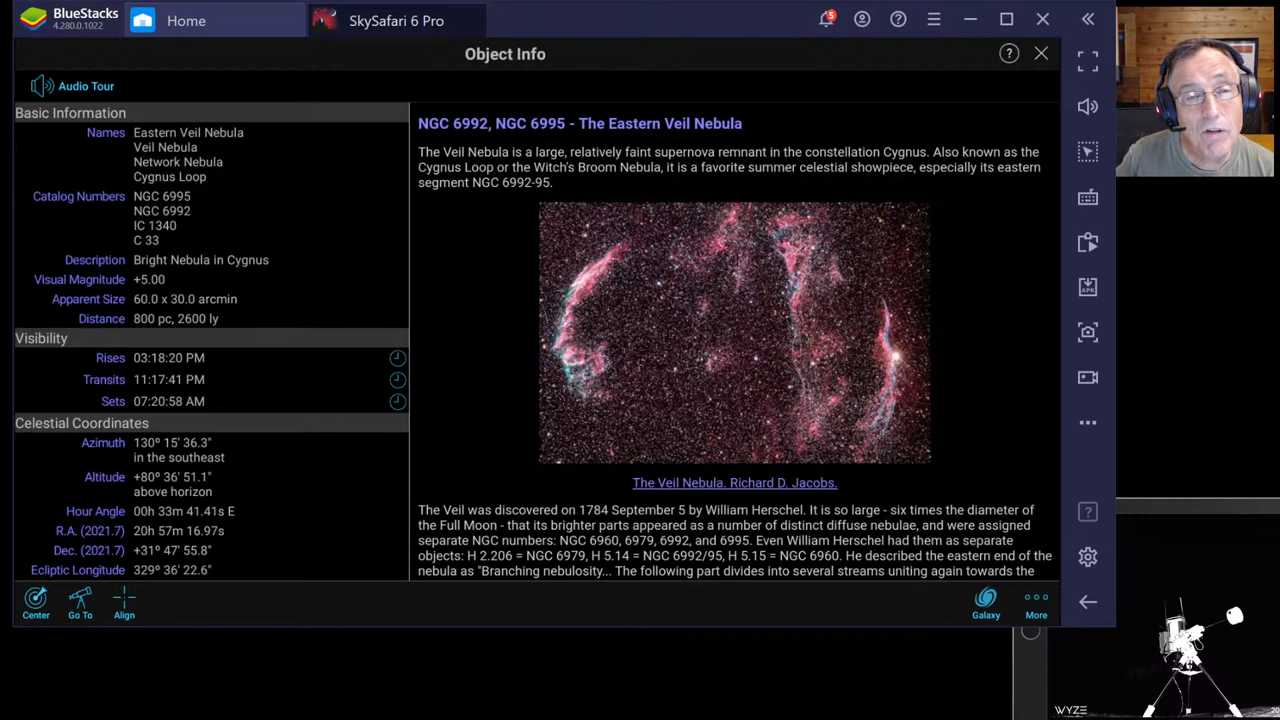 BlueStacks
4.280.0.1022
Home
SkySafari 6 Pro
5
Object Info
Audio Tour
Basic Information
Names Eastern Veil Nebula
Veil Nebula
Network Nebula
Cygnus Loop
Catalog Numbers NGC 6995
NGC 6992
IC 1340
C 33
Description Bright Nebula in Cygnus
Visual Magnitude +5.00
Apparent Size 60.0 x 30.0 arcmin
Distance 800 pc, 2600 ly
Visibility
Rises 03:18:20 PM
Transits 11:17:41 PM
Sets 07:20:58 AM
Celestial Coordinates
Azimuth 130º 15' 36.3"
in the southeast
Altitude +80º 36' 51.1"
above horizon
Hour Angle 00h 33m 41.41s E
R.A. (2021.7) 20h 57m 16.97s
Dec. (2021.7) +31º 47' 55.8"
Ecliptic Longitude 329º 36' 22.6"
NGC 6992, NGC 6995 - The Eastern Veil Nebula
The Veil Nebula is a large, relatively faint supernova remnant in the constellation Cygnus. Also known as the
Cygnus Loop or the Witch's Broom Nebula, it is a favorite summer celestial showpiece, especially its eastern
segment NGC 6992-95.
The Veil Nebula. Richard D. Jacobs.
The Veil was discovered on 1784 September 5 by William Herschel. It is so large - six times the diameter of
the Full Moon - that its brighter parts appeared as a number of distinct diffuse nebulae, and were assigned
separate NGC numbers: NGC 6960, 6979, 6992, and 6995. Even William Herschel had them as separate
objects: H 2.206 = NGC 6979, H 5.14 = NGC 6992/95, H 5.15 = NGC 6960. He described the eastern end of the
nebula as "Branching nebulosity... The following part divides into several streams uniting again towards the
Center
Go To
Align
Galaxy
More
APK
WYZE
20